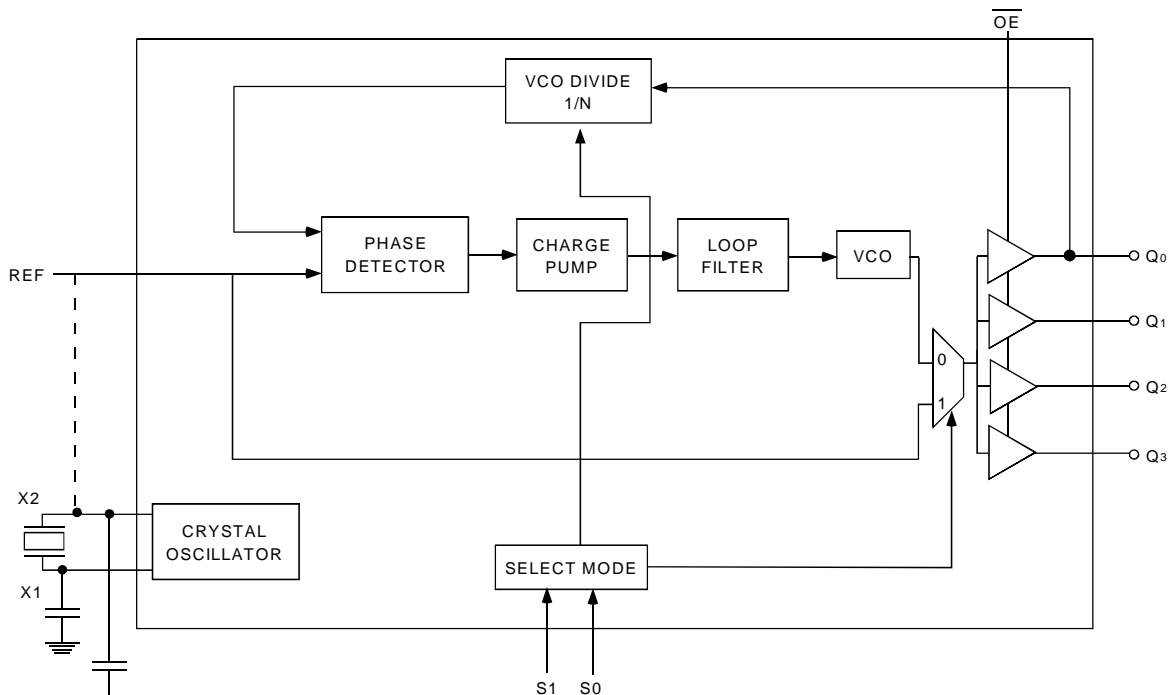 OE
VCO DIVIDE
1/N
PHASE
DETECTOR
CHARGE
PUMP
LOOP
FILTER
VCO
REF
Q0
Q1
0
Q2
1
Q3
X2
CRYSTAL
OSCILLATOR
SELECT MODE
X1
S1 S0